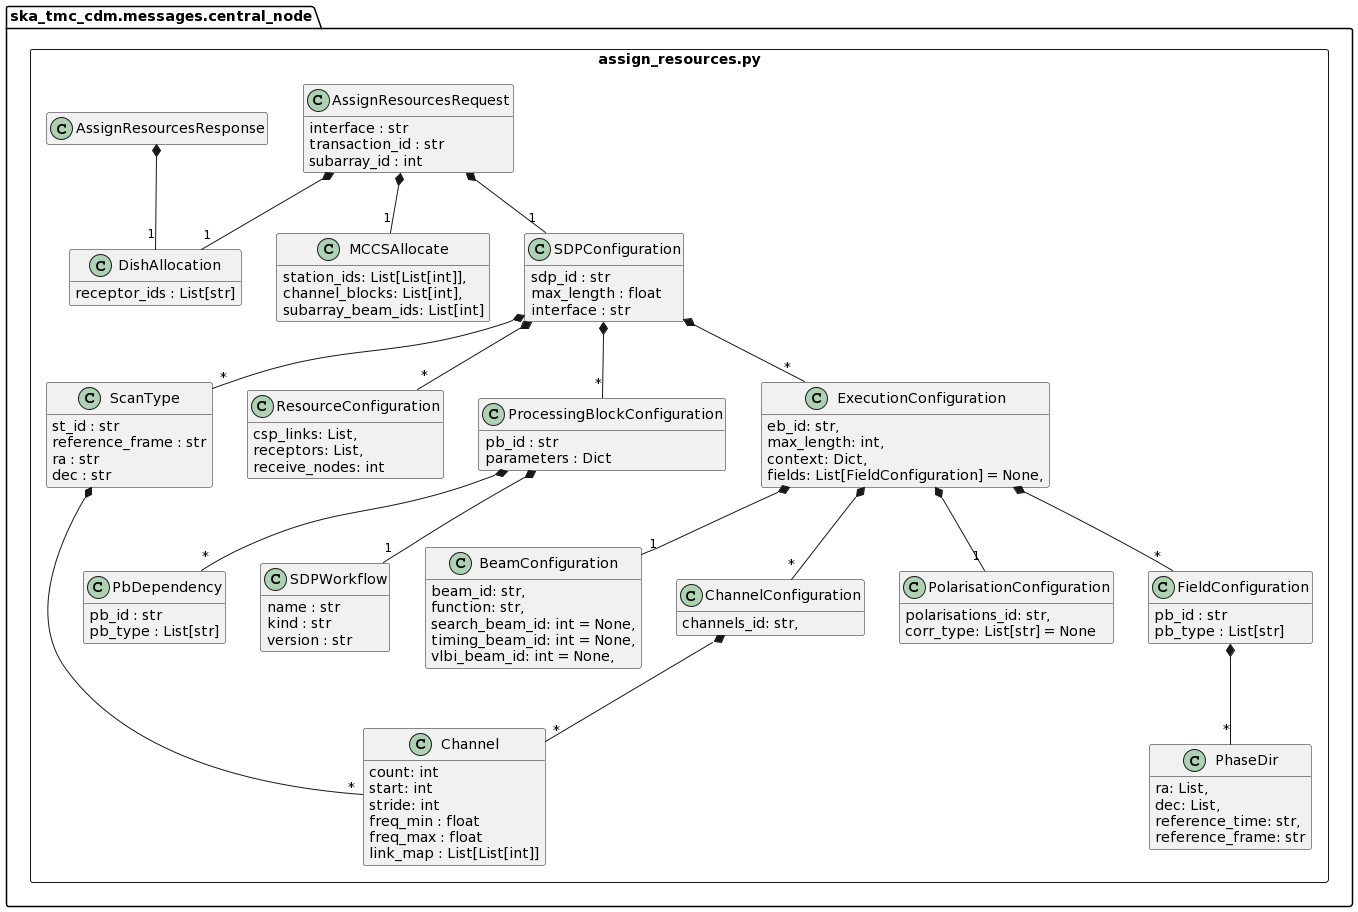 ska_tmc_cdm.messages.central_node
assign_resources.py
C AssignResourcesResponse
C AssignResourcesRequest
interface : str
transaction_id : str
subarray_id : int
1
1
1
1
C DishAllocation
receptor_ids : List[str]
C MCCSAllocate
station_ids: List[List[int]],
channel_blocks: List[int],
subarray_beam_ids: List[int]
C SDPConfiguration
sdp_id : str
max_length : float
interface : str
*
*
*
*
C ScanType
st_id : str
reference_frame : str
ra : str
dec : str
C ResourceConfiguration
csp_links: List,
receptors: List,
receive_nodes: int
C ProcessingBlockConfiguration
pb_id : str
parameters : Dict
C ExecutionConfiguration
eb_id: str,
max_length: int,
context: Dict,
fields: List[FieldConfiguration] = None,
*
1
1
*
1
*
C PbDependency
pb_id : str
pb_type : List[str]
C SDPWorkflow
name : str
kind : str
version : str
C BeamConfiguration
beam_id: str,
function: str,
search_beam_id: int = None,
timing_beam_id: int = None,
vlbi_beam_id: int = None,
C ChannelConfiguration
channels_id: str,
C PolarisationConfiguration
polarisations_id: str,
corr_type: List[str] = None
C FieldConfiguration
pb_id : str
pb_type : List[str]
*
*
*
C Channel
count: int
start: int
stride: int
freq_min : float
freq_max : float
link_map : List[List[int]]
C PhaseDir
ra: List,
dec: List,
reference_time: str,
reference_frame: str